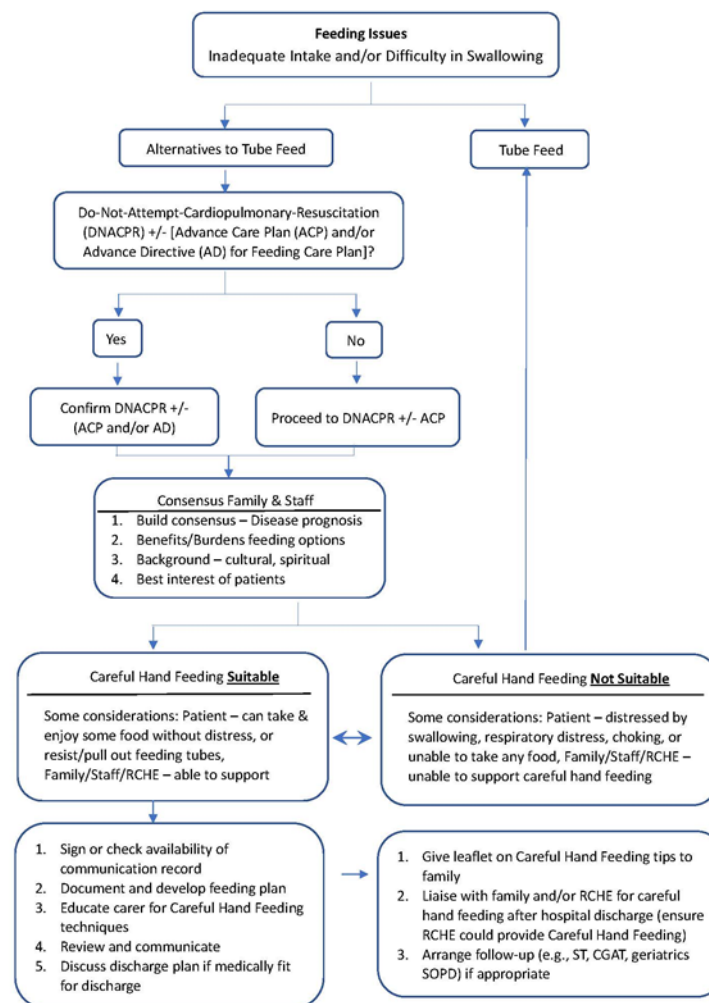 Feeding Issues
Inadequate Intake and/or Difficulty in Swallowing
Alternatives to Tube Feed
Tube Feed
Do-Not-Attempt-Cardiopulmonary-Resuscitation
(DNACPR) +/- [Advance Care Plan (ACP) and/or
Advance Directive (AD) for Feeding Care Plan]?
Yes
No
Confirm DNACPR +/-
(ACP and/or AD)
Proceed to DNACPR +/- ACP
Consensus Family & Staff
1. Build consensus – Disease prognosis
2. Benefits/Burdens feeding options
3. Background – cultural, spiritual
4. Best interest of patients
Careful Hand Feeding Suitable
Some considerations: Patient – can take &
enjoy some food without distress, or
resist/pull out feeding tubes,
Family/Staff/RCHE – able to support
Careful Hand Feeding Not Suitable
Some considerations: Patient – distressed by
swallowing, respiratory distress, choking, or
unable to take any food, Family/Staff/RCHE –
unable to support careful hand feeding
1. Sign or check availability of
communication record
2. Document and develop feeding plan
3. Educate carer for Careful Hand Feeding
techniques
4. Review and communicate
5. Discuss discharge plan if medically fit
for discharge
1. Give leaflet on Careful Hand Feeding tips to
family
2. Liaise with family and/or RCHE for careful
hand feeding after hospital discharge (ensure
RCHE could provide Careful Hand Feeding)
3. Arrange follow-up (e.g., ST, CGAT, geriatrics
SOPD) if appropriate